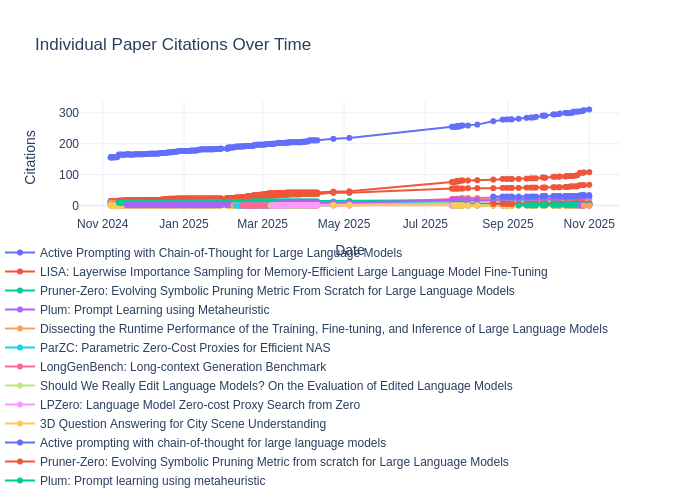 Individual Paper Citations Over Time
Citations
300
200
100
0
Nov 2024
Jan 2025
Mar 2025
May 2025
Jul 2025
Sep 2025
Nov 2025
Date
Active Prompting with Chain-of-Thought for Large Language Models
LISA: Layerwise Importance Sampling for Memory-Efficient Large Language Model Fine-Tuning
Pruner-Zero: Evolving Symbolic Pruning Metric From Scratch for Large Language Models
Plum: Prompt Learning using Metaheuristic
Dissecting the Runtime Performance of the Training, Fine-tuning, and Inference of Large Language Models
ParZC: Parametric Zero-Cost Proxies for Efficient NAS
LongGenBench: Long-context Generation Benchmark
Should We Really Edit Language Models? On the Evaluation of Edited Language Models
LPZero: Language Model Zero-cost Proxy Search from Zero
3D Question Answering for City Scene Understanding
Active prompting with chain-of-thought for large language models
Pruner-Zero: Evolving Symbolic Pruning Metric from scratch for Large Language Models
Plum: Prompt learning using metaheuristic